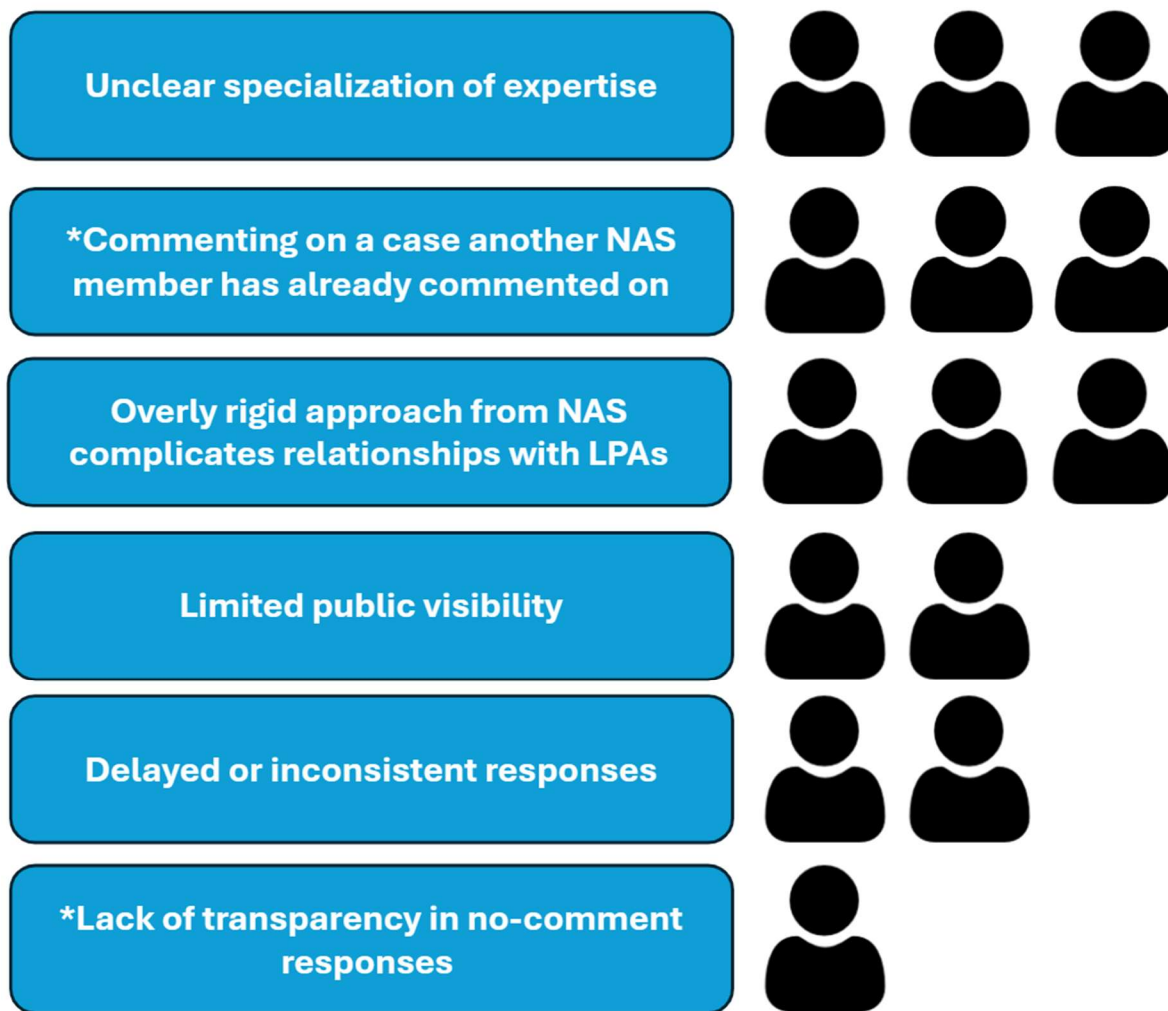 Unclear specialization of expertise
*Commenting on a case another NAS
member has already commented on
Overly rigid approach from NAS
complicates relationships with LPAs
Limited public visibility
Delayed or inconsistent responses
*Lack of transparency in no-comment
responses